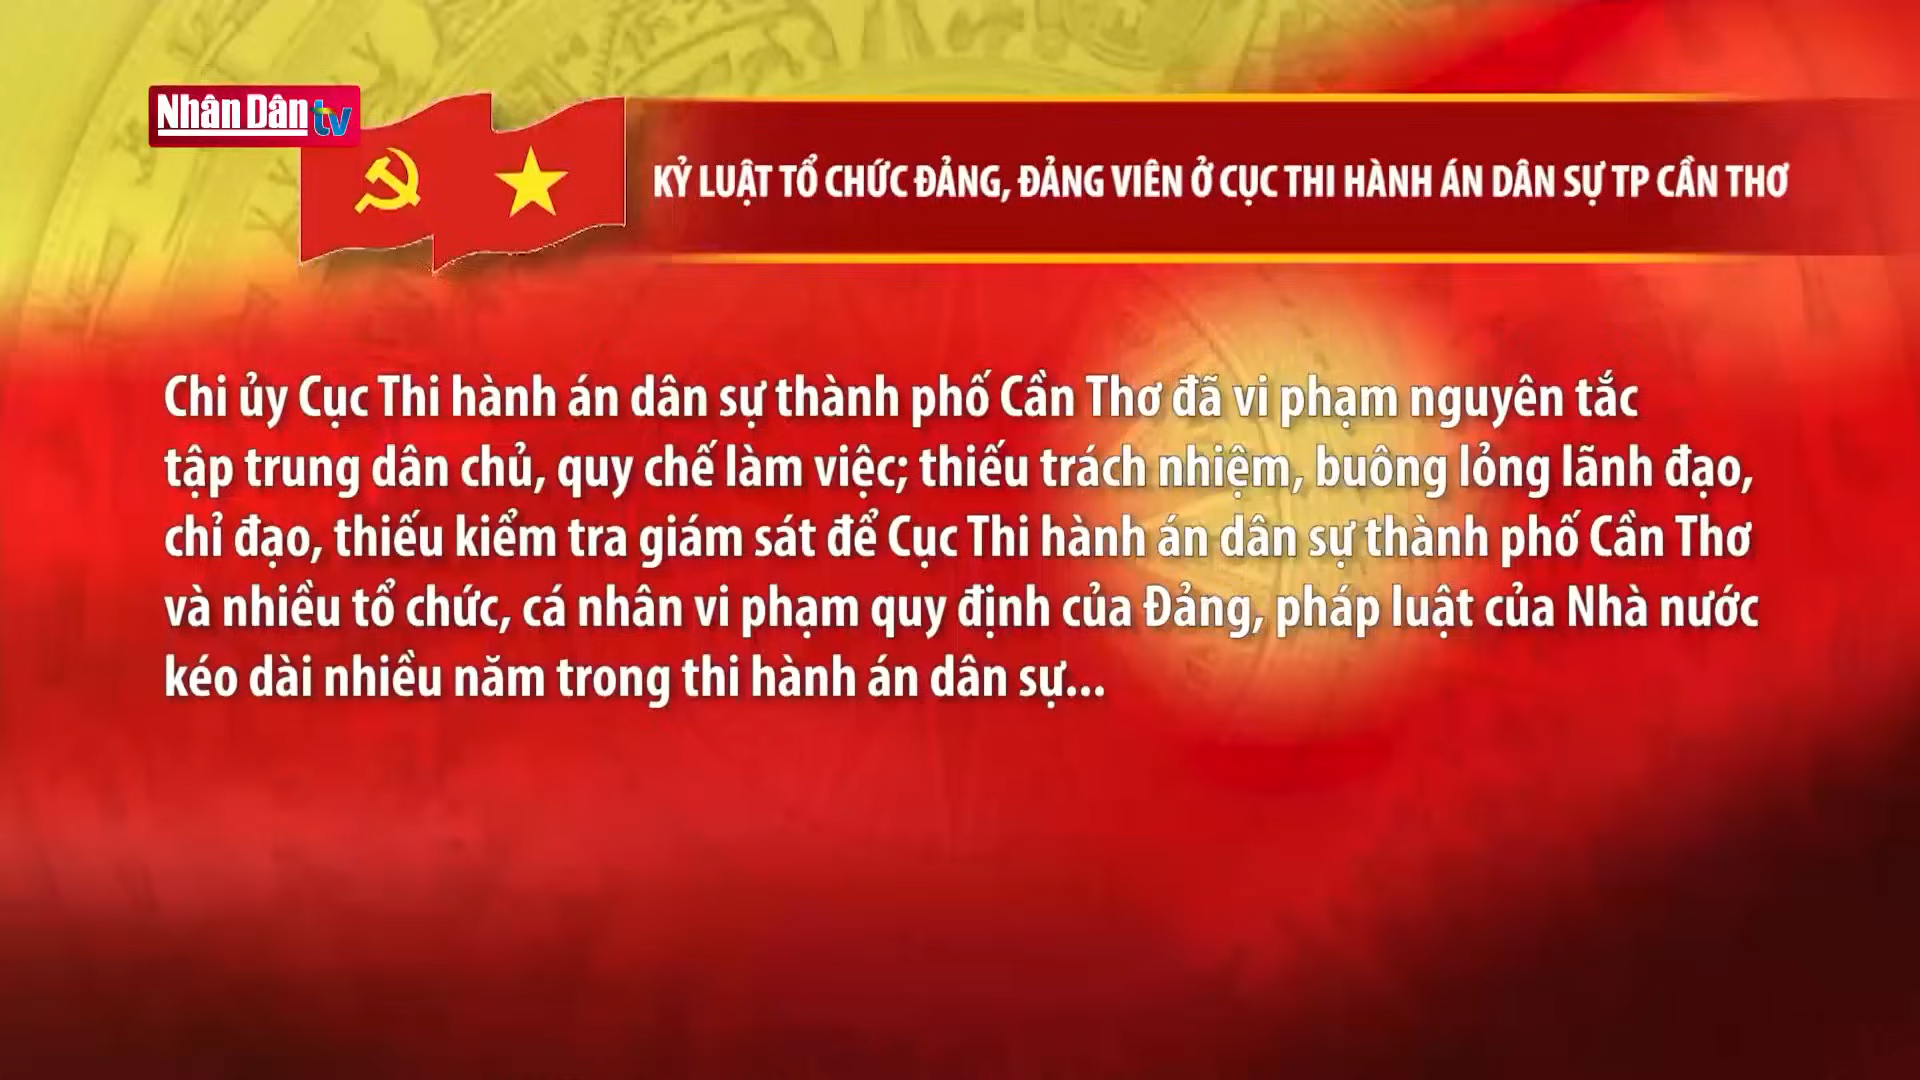 Nhân Dân tv
KỶ LUẬT TỔ CHỨC ĐẢNG, ĐẢNG VIÊN Ở CỤC THI HÀNH ÁN DÂN SỰ TP CẦN THƠ
Chi ủy Cục Thi hành án dân sự thành phố Cần Thơ đã vi phạm nguyên tắc
tập trung dân chủ, quy chế làm việc; thiếu trách nhiệm, buông lỏng lãnh đạo,
chỉ đạo, thiếu kiểm tra giám sát để Cục Thi hành án dân sự thành phố Cần Thơ
và nhiều tổ chức, cá nhân vi phạm quy định của Đảng, pháp luật của Nhà nước
kéo dài nhiều năm trong thi hành án dân sự...